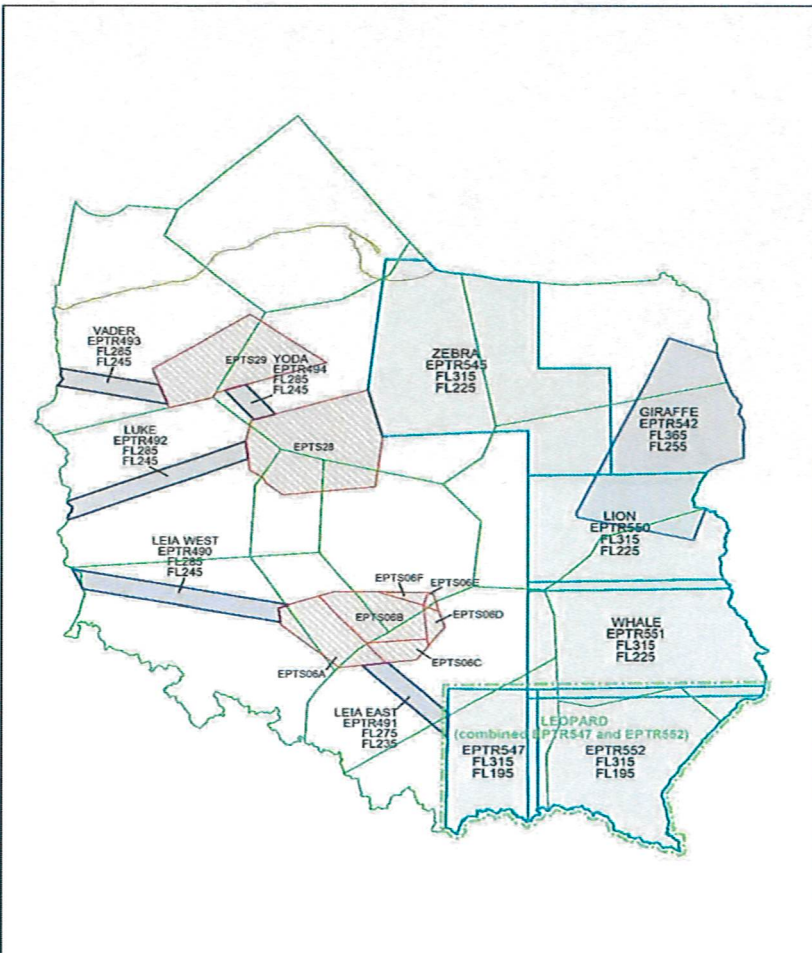 VADER
EPTR493
FL285
FL245
EPTS29
YODA
EPTR494
FL285
FL245
ZEBRA
EPTR545
FL315
FL225
GIRAFFE
EPTR542
FL365
FL255
LUKE
EPTR492
FL285
FL245
EPTS28
LION
EPTR550
FL315
FL225
LEIA WEST
EPTR490
FL285
FL245
EPTS06F
EPTS06E
EPTS06B
EPTS06D
EPTS06A
EPTS06C
WHALE
EPTR551
FL315
FL225
LEIA EAST
EPTR491
FL275
FL235
LEOPARD
(combined EPTR547 and EPTR552)
EPTR547
FL315
FL195
EPTR552
FL315
FL195